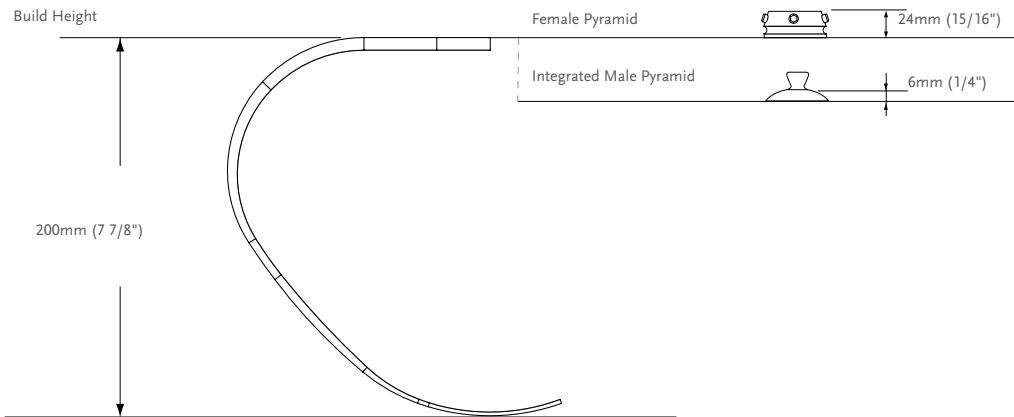 Build Height
Female Pyramid
24mm (15/16")
Integrated Male Pyramid
6mm (1/4")
200mm (7 7/8")